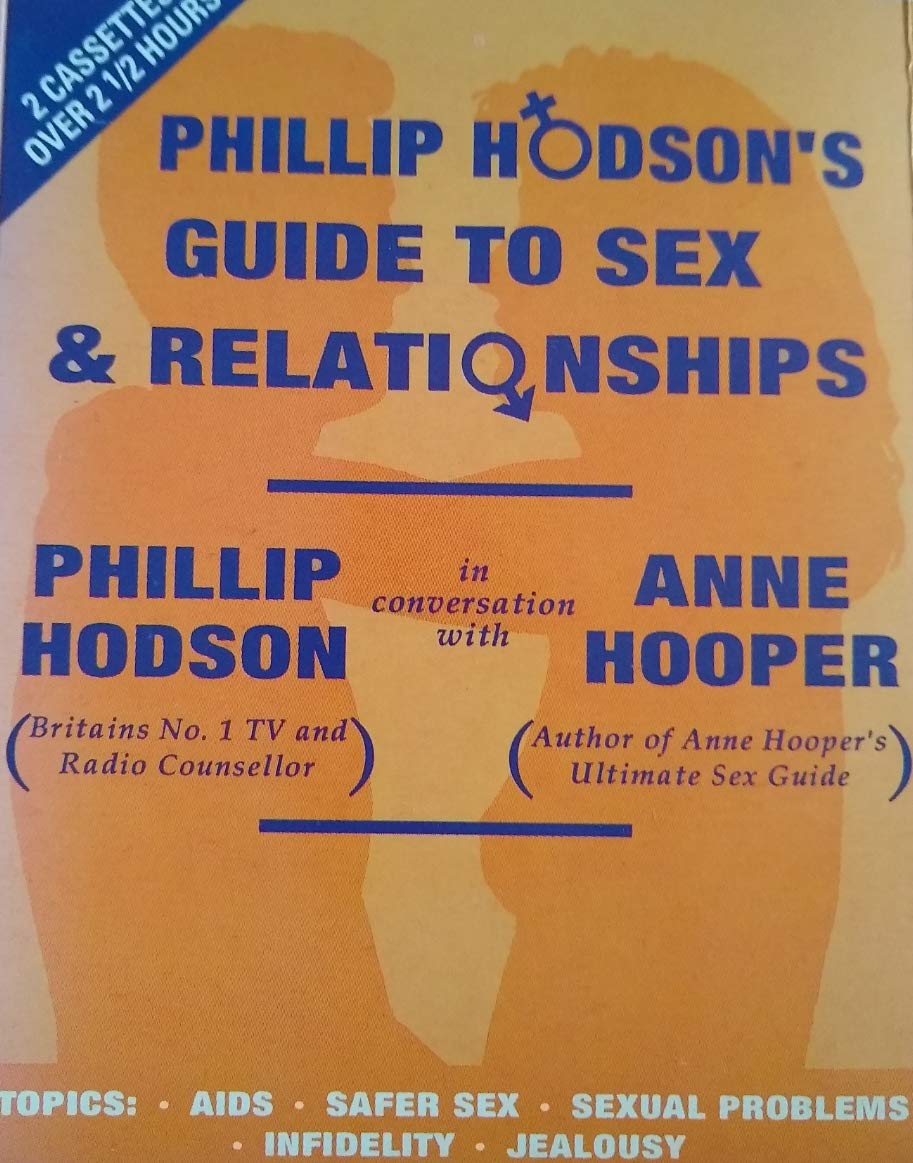 2 CASSETTES
OVER 2 1/2 HOURS
PHILLIP HODSON'S
GUIDE TO SEX
& RELATIONSHIPS
PHILLIP
HODSON
in
conversation
with
ANNE
HOOPER
(Britains No. 1 TV and
Radio Counsellor)
(Author of Anne Hooper's
Ultimate Sex Guide)
TOPICS: • AIDS • SAFER SEX • SEXUAL PROBLEMS
• INFIDELITY • JEALOUSY